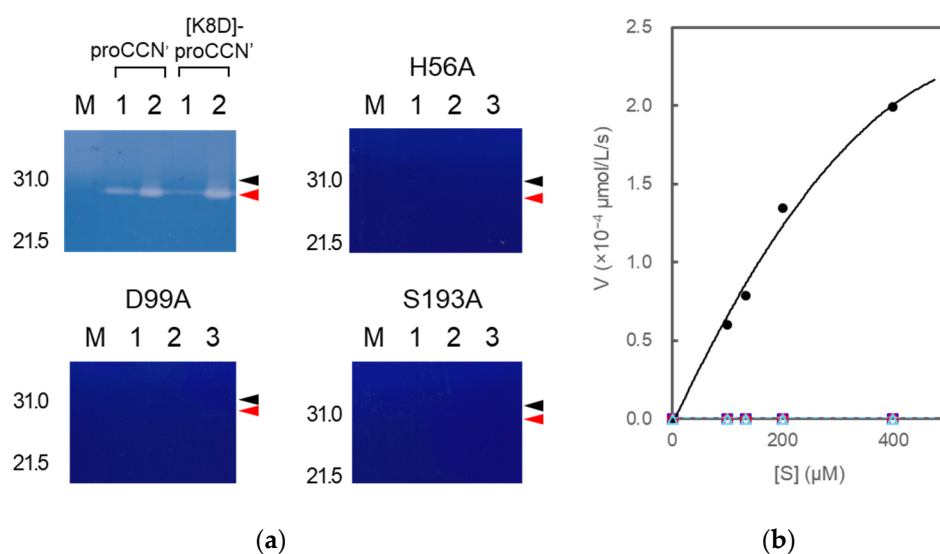 [K8D]-
proCCN' proCCN'
M 1 2 1 2
31.0
21.5
H56A
M 1 2 3
31.0
21.5
D99A
M 1 2 3
31.0
21.5
S193A
M 1 2 3
31.0
21.5
(a)
V (×10⁻⁴ µmol/L/s)
2.5
2.0
1.5
1.0
0.5
0.0
0 200 400
[S] (µM)
(b)